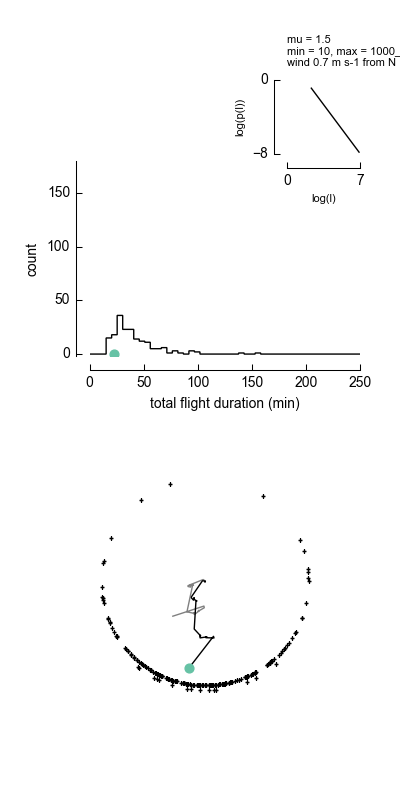 mu = 1.5
min = 10, max = 1000_
wind 0.7 m s-1 from N
0
log(p(l))
−8
0
7
log(l)
150
100
50
0
count
0
50
100
150
200
250
total flight duration (min)